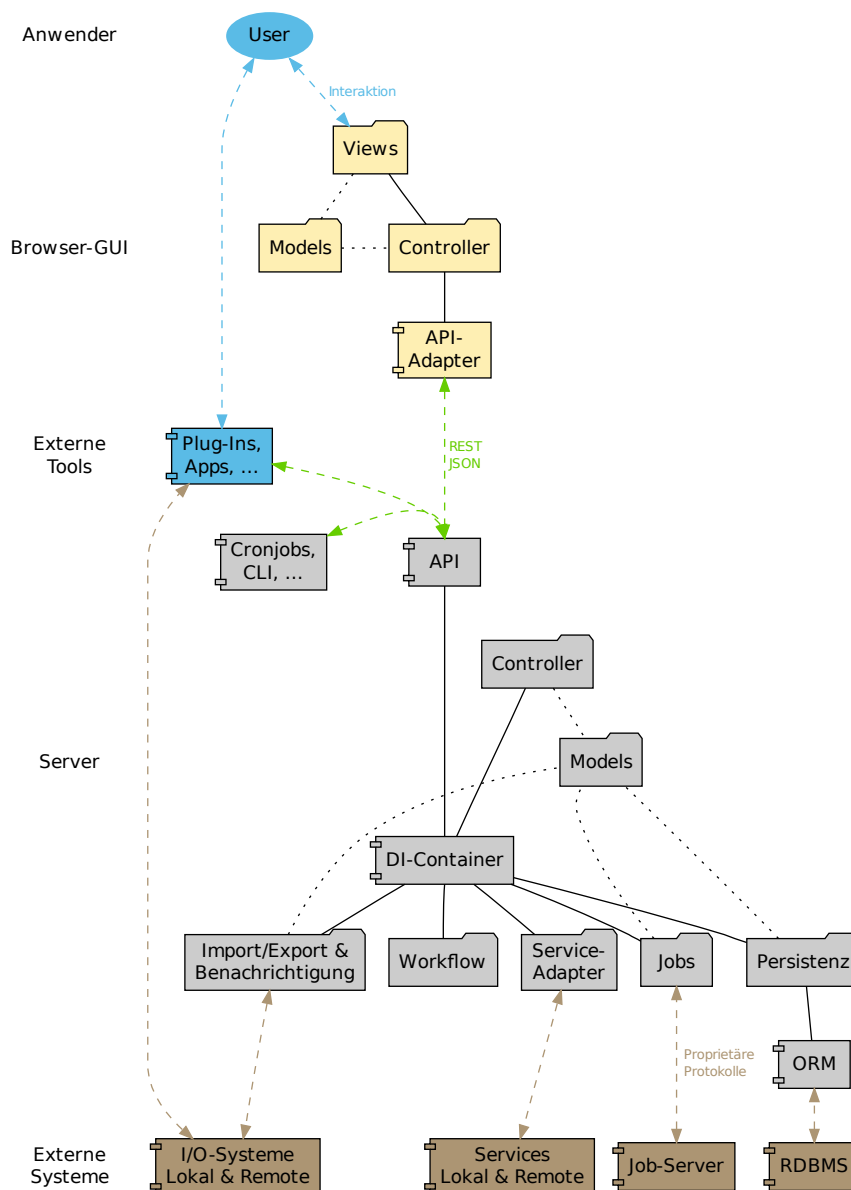 Anwender
User
Interaktion
Views
Browser-GUI
Models
Controller
API-
Adapter
Externe
Tools
Plug-Ins,
Apps, ...
REST
JSON
Cronjobs,
CLI, ...
API
Controller
Server
Models
DI-Container
Import/Export &
Benachrichtigung
Workflow
Service-
Adapter
Jobs
Persistenz
Proprietäre
Protokolle
ORM
Externe
Systeme
I/O-Systeme
Lokal & Remote
Services
Lokal & Remote
Job-Server
RDBMS